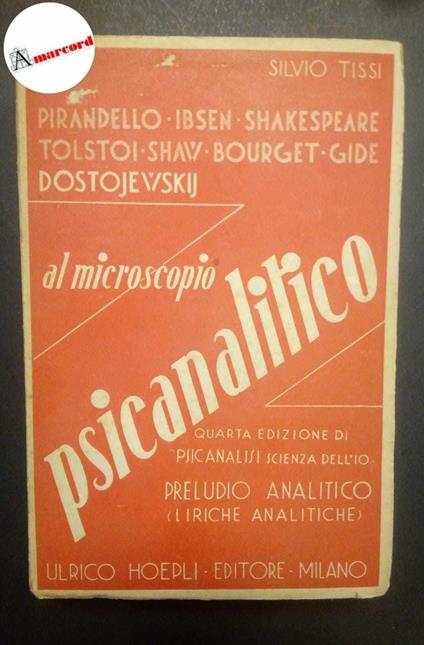 Amarcord
SILVIO TISSI
PIRANDELLO · IBSEN · SHAKESPEARE
TOLSTOI · SHAW · BOURGET · GIDE
DOSTOJEVSKIJ
al microscopio
psicanalitico
QUARTA EDIZIONE DI
"PSICANALISI SCIENZA DELL'IO„
PRELUDIO ANALITICO
(LIRICHE ANALITICHE)
ULRICO HOEPLI · EDITORE · MILANO